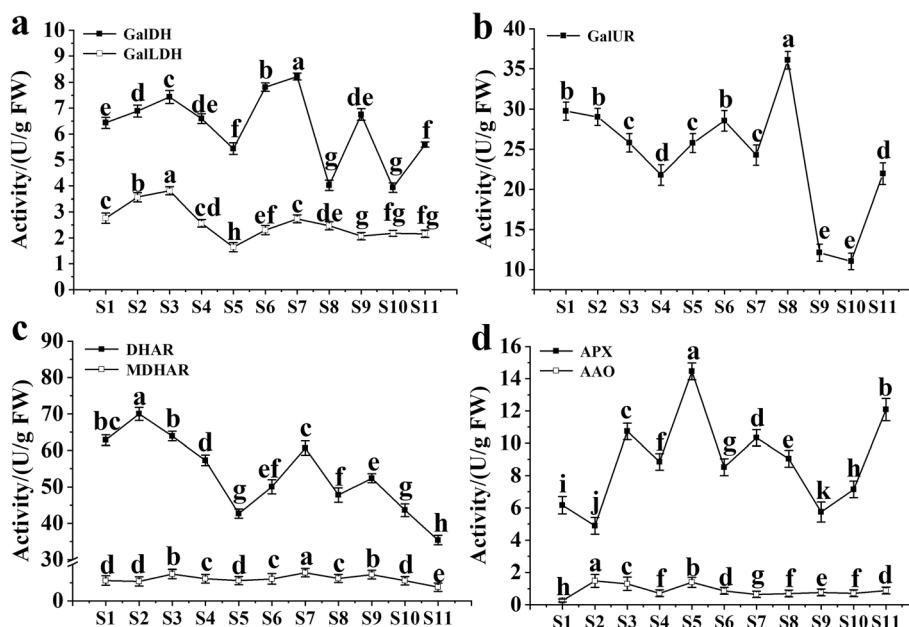 a
GalDH
GalLDH
Activity/(U/g FW)
10
9
8
7
6
5
4
3
2
1
0
e d c de f b a g de g f
c b a cd h ef c de g fg fg
S1 S2 S3 S4 S5 S6 S7 S8 S9 S10 S11
b
GalUR
Activity/(U/g FW)
40
35
30
25
20
15
10
b b c d c b c a e e d
S1 S2 S3 S4 S5 S6 S7 S8 S9 S10 S11
c
DHAR
MDHAR
Activity/(U/g FW)
90
80
70
60
50
40
30
0
bc a b d g ef c f e g h
d d b c d c a c b d e
S1 S2 S3 S4 S5 S6 S7 S8 S9 S10 S11
d
APX
AAO
Activity/(U/g FW)
16
14
12
10
8
6
4
2
0
i j c f a g d e k h b
h a c f b d g f e f d
S1 S2 S3 S4 S5 S6 S7 S8 S9 S10 S11